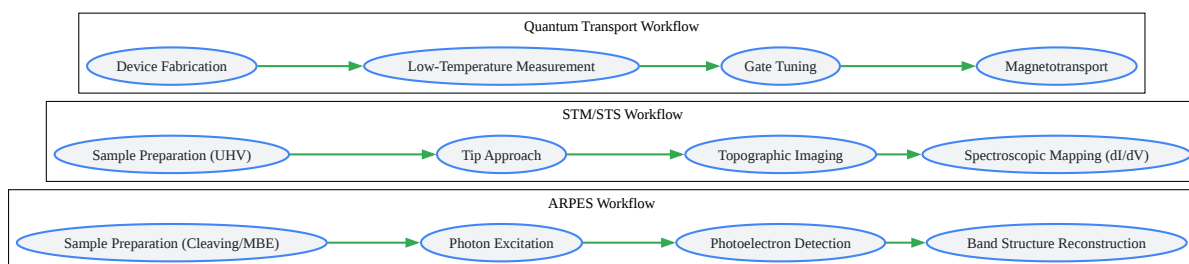 Quantum Transport Workflow
Device Fabrication
Low-Temperature Measurement
Gate Tuning
Magnetotransport
STM/STS Workflow
Sample Preparation (UHV)
Tip Approach
Topographic Imaging
Spectroscopic Mapping (dI/dV)
ARPES Workflow
Sample Preparation (Cleaving/MBE)
Photon Excitation
Photoelectron Detection
Band Structure Reconstruction